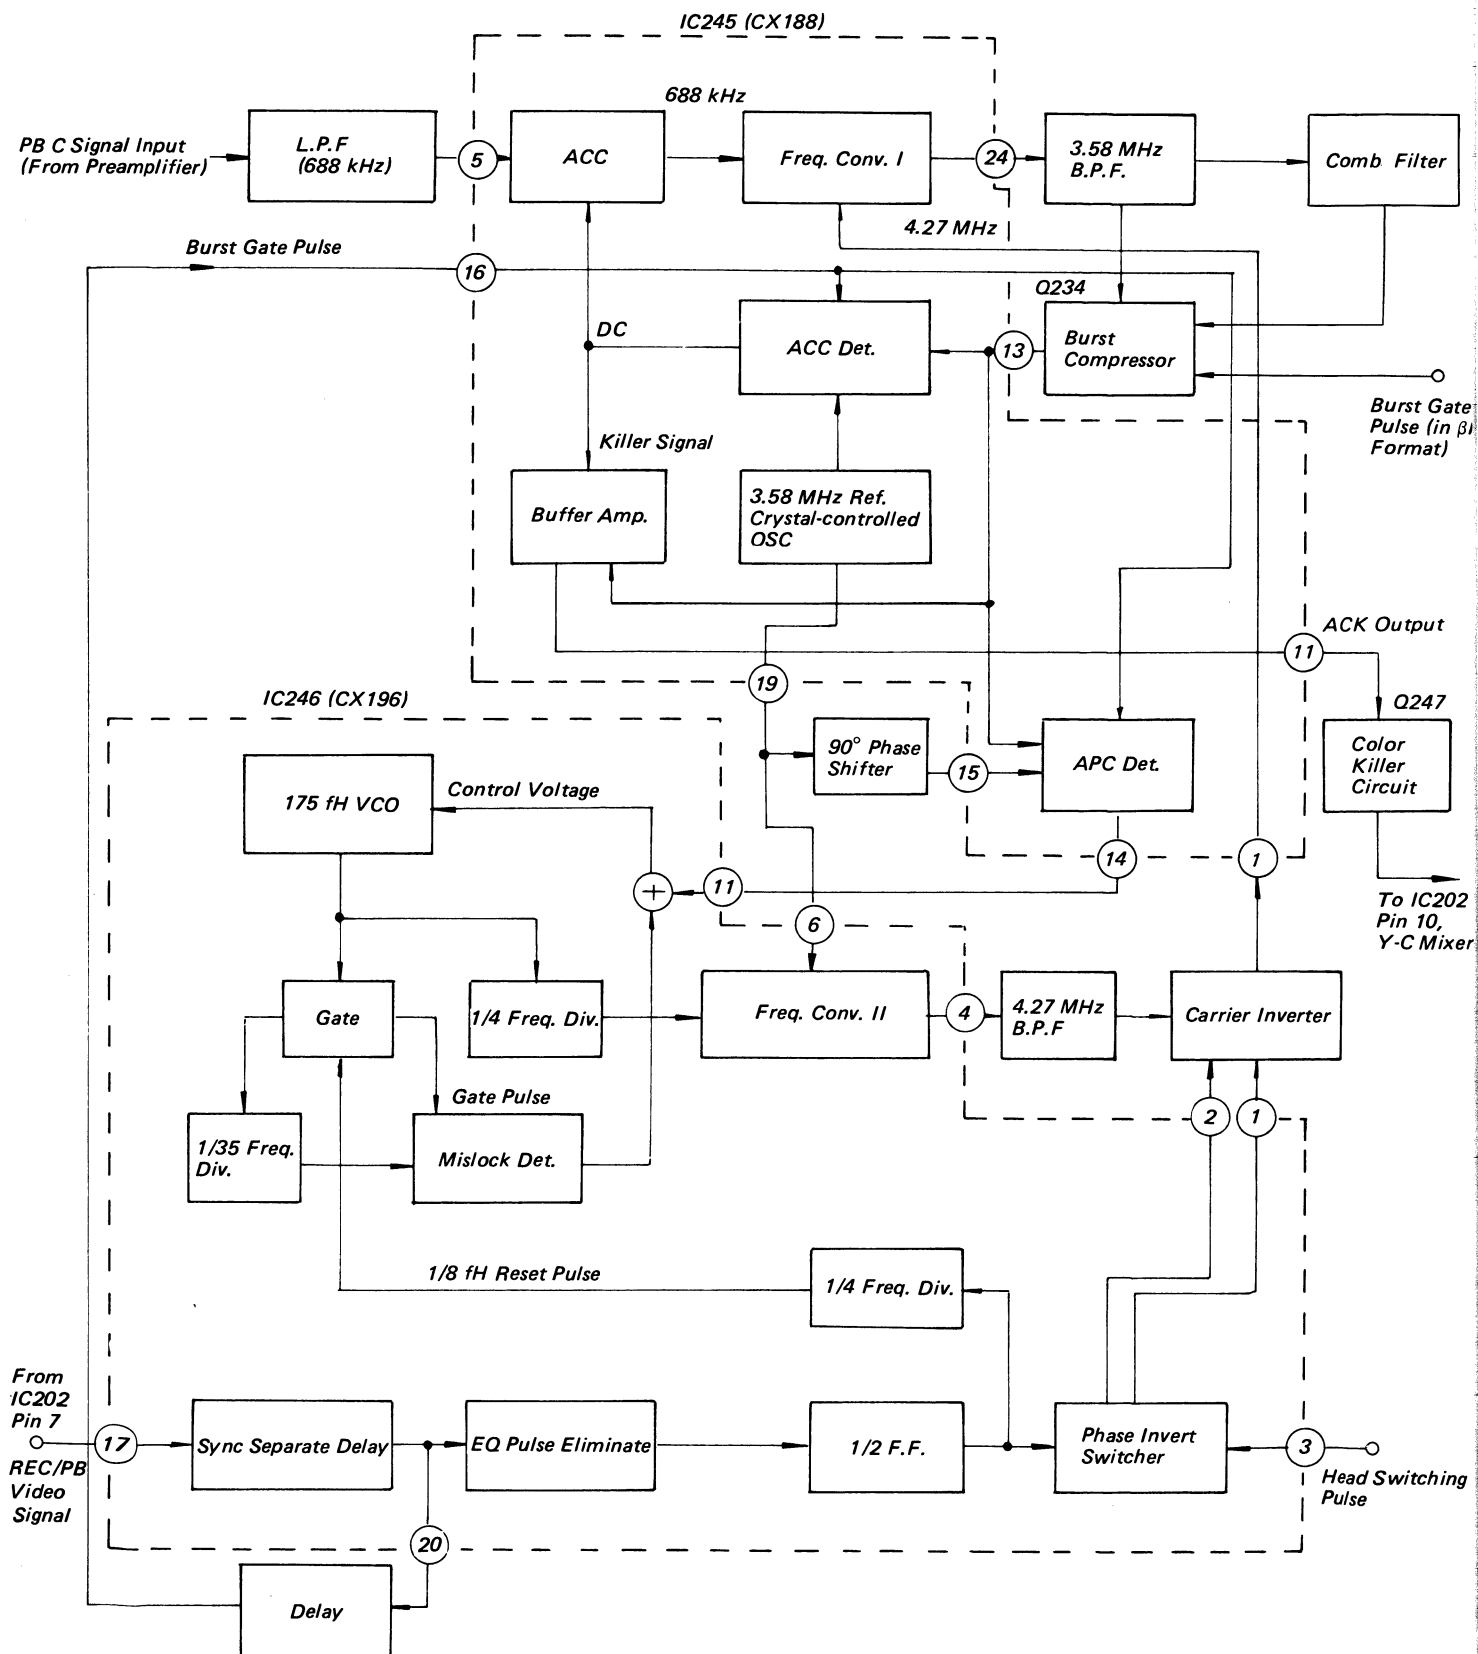 IC245 (CX188)
PB C Signal Input
(From Preamplifier)
L.P.F
(688 kHz)
5
ACC
688 kHz
Freq. Conv. I
24
3.58 MHz
B.P.F.
Comb Filter
4.27 MHz
Burst Gate Pulse
16
Q234
DC
ACC Det.
13
Burst
Compressor
Burst Gate
Pulse (in βI
Format)
Killer Signal
Buffer Amp.
3.58 MHz Ref.
Crystal-controlled
OSC
ACK Output
11
19
IC246 (CX196)
Q247
175 fH VCO
Control Voltage
90° Phase
Shifter
15
APC Det.
Color
Killer
Circuit
14
1
+
11
6
To IC202
Pin 10,
Y-C Mixer
Gate
1/4 Freq. Div.
Freq. Conv. II
4
4.27 MHz
B.P.F
Carrier Inverter
Gate Pulse
2
1
1/35 Freq.
Div.
Mislock Det.
1/8 fH Reset Pulse
1/4 Freq. Div.
From
IC202
Pin 7
17
REC/PB
Video
Signal
Sync Separate Delay
EQ Pulse Eliminate
1/2 F.F.
Phase Invert
Switcher
3
Head Switching
Pulse
20
Delay